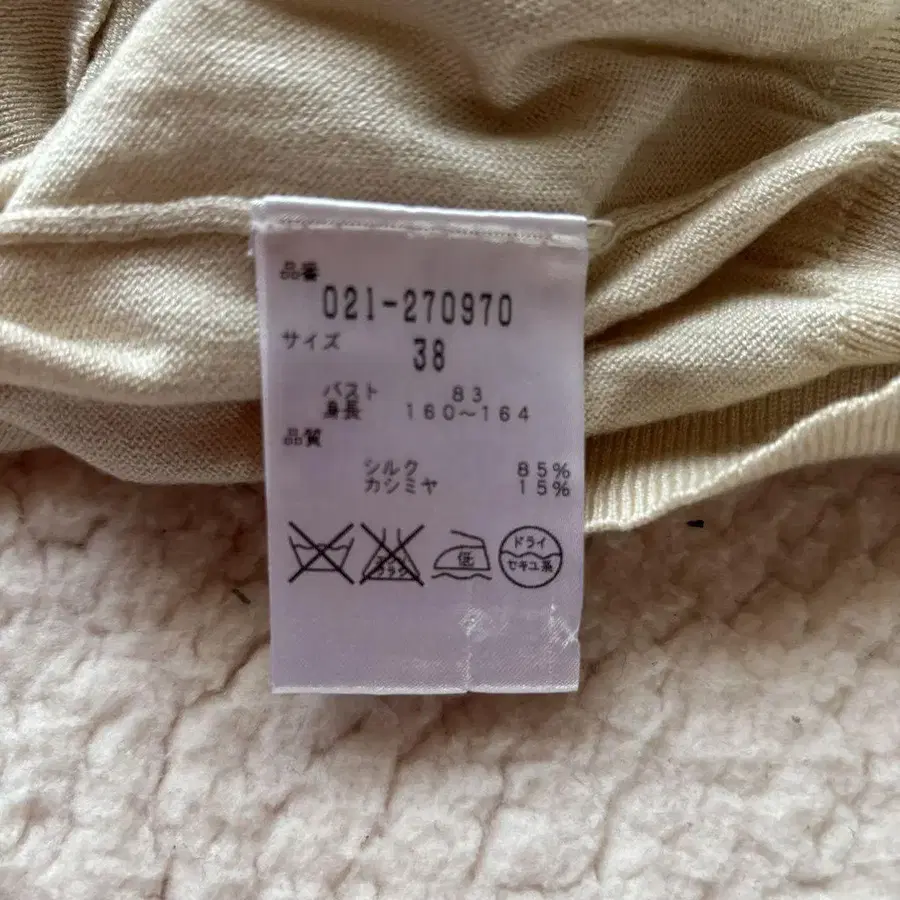 品番
021-270970
サイズ 38
バスト 83
身長 160～164
品質
シルク 85%
カシミヤ 15%
低
ドライ
セキユ系